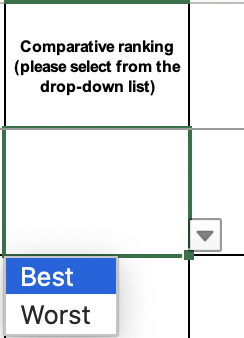 Comparative ranking
(please select from the
drop-down list)
Best
Worst